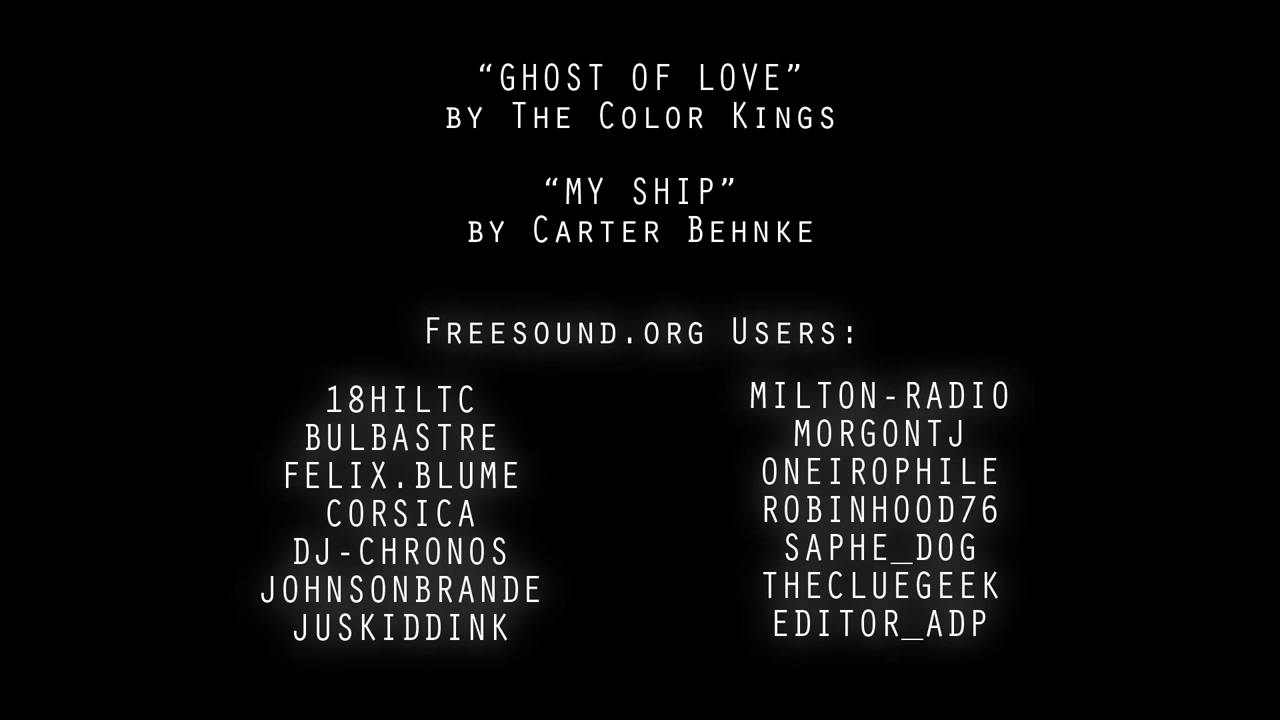 “GHOST OF LOVE”
BY THE COLOR KINGS
“MY SHIP”
BY CARTER BEHNKE
FREESOUND.ORG USERS:
18HILTC
BULBASTRE
FELIX.BLUME
CORSICA
DJ-CHRONOS
JOHNSONBRANDE
JUSKIDDINK
MILTON-RADIO
MORGONTJ
ONEIROPHILE
ROBINHOOD76
SAPHE_DOG
THECLUEGEEK
EDITOR_ADP